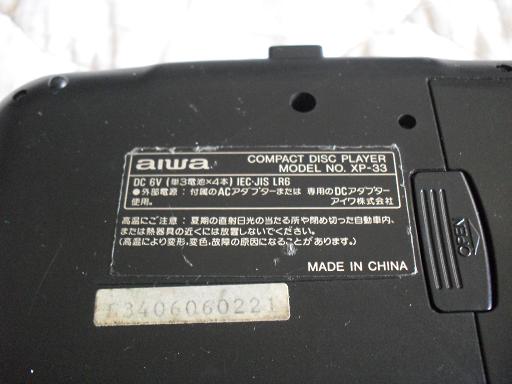 aiwa
COMPACT DISC PLAYER
MODEL NO. XP-33
DC 6V (単3電池×4本) IEC·JIS LR6
●外部電源：付属のACアダプターまたは 専用のDCアダプター
使用。 アイワ株式会社
高温にご注意：夏期の直射日光の当たる所や閉め切った自動車内、
または熱器具の近くには放置しないでください。
(高温により変形、変色、故障の原因になることがあります。)
MADE IN CHINA
3406060221
OPEN